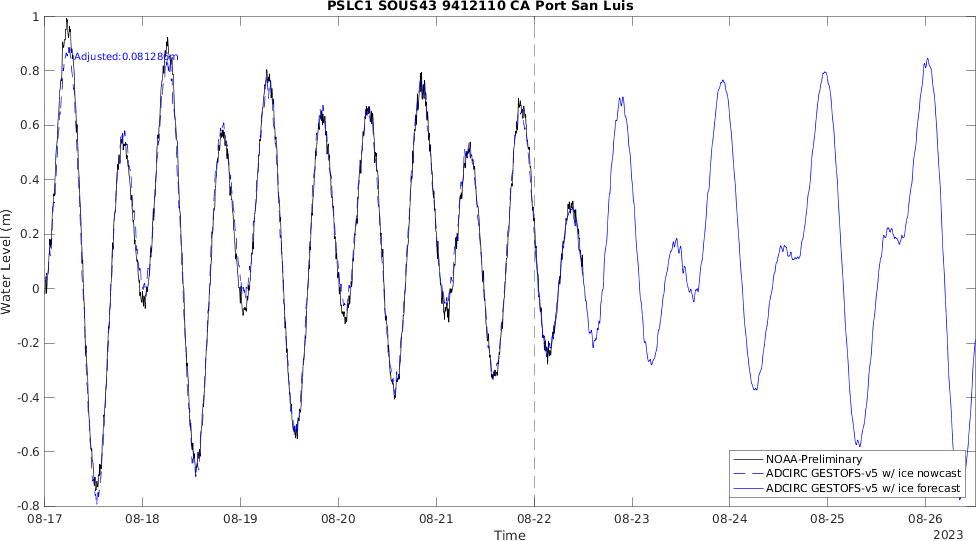 PSLC1 SOUS43 9412110 CA Port San Luis
Adjusted:0.081286m
Water Level (m)
1
0.8
0.6
0.4
0.2
0
-0.2
-0.4
-0.6
-0.8
NOAA-Preliminary
ADCIRC GESTOFS-v5 w/ ice nowcast
ADCIRC GESTOFS-v5 w/ ice forecast
08-17 08-18 08-19 08-20 08-21 08-22 08-23 08-24 08-25 08-26
Time
2023